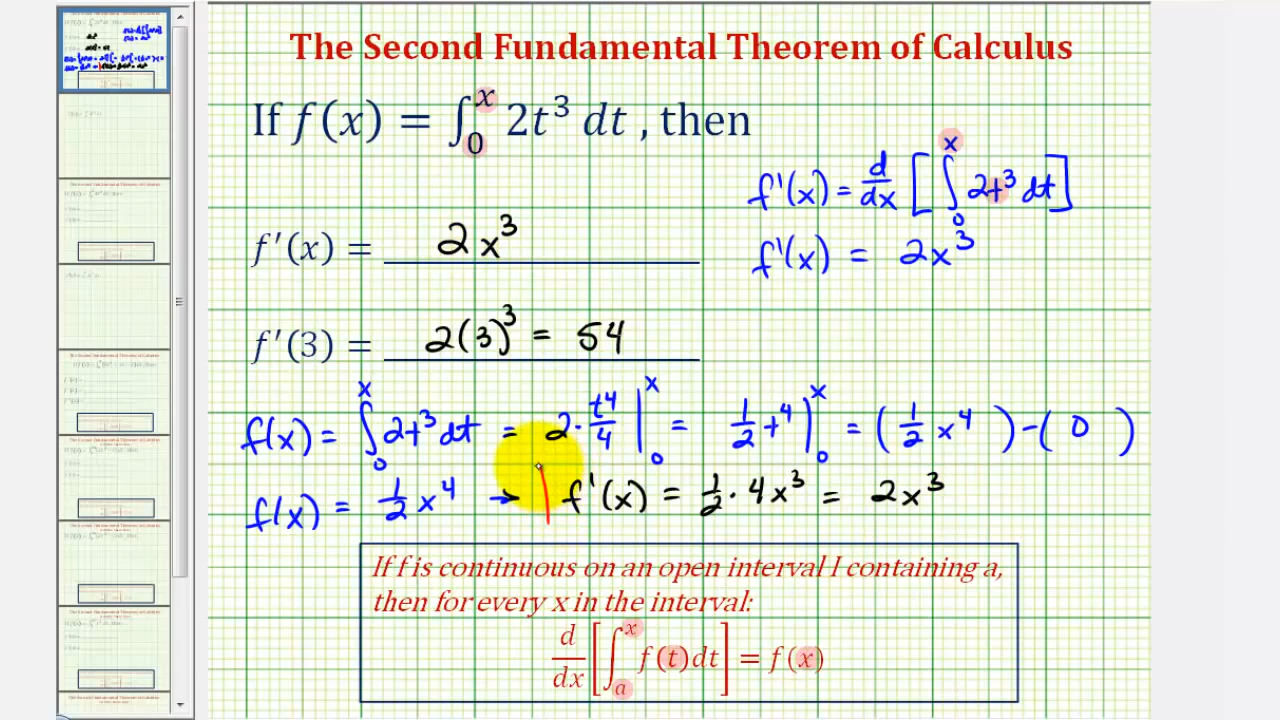 The Second Fundamental Theorem of Calculus
If f(x) = ∫₀ˣ 2t³ dt , then
f'(x) = d/dx [ ∫₀ˣ 2t³ dt ]
f'(x) = 2x³
f'(x) = 2x³
f'(3) = 2(3)³ = 54
f(x) = ∫₀ˣ 2t³ dt = 2 · t⁴/4 |₀ˣ = 1/2 t⁴ |₀ˣ = (1/2 x⁴) - (0)
f(x) = 1/2 x⁴ → f'(x) = 1/2 · 4x³ = 2x³
If f is continuous on an open interval I containing a,
then for every x in the interval:
d/dx [ ∫ₐˣ f(t)dt ] = f(x)